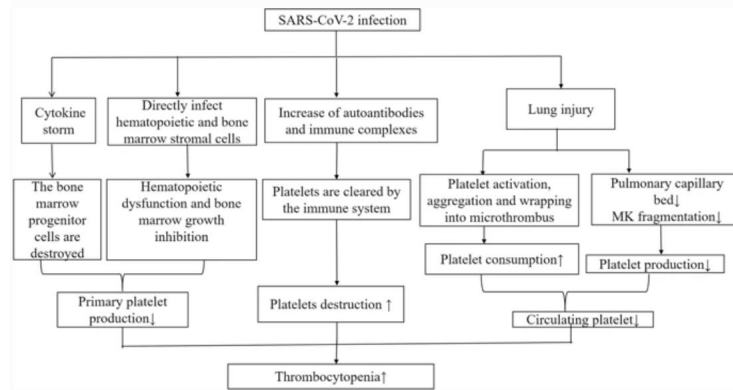 SARS-CoV-2 infection
Cytokine
storm
Directly infect
hematopoietic and bone
marrow stromal cells
Increase of autoantibodies
and immune complexes
Lung injury
The bone
marrow
progenitor
cells are
destroyed
Hematopoietic
dysfunction and bone
marrow growth
inhibition
Platelets are cleared by
the immune system
Platelet activation,
aggregation and wrapping
into microthrombus
Pulmonary capillary
bed↓
MK fragmentation↓
Platelet consumption↑
Platelet production↓
Primary platelet
production↓
Platelets destruction ↑
Circulating platelet↓
Thrombocytopenia↑